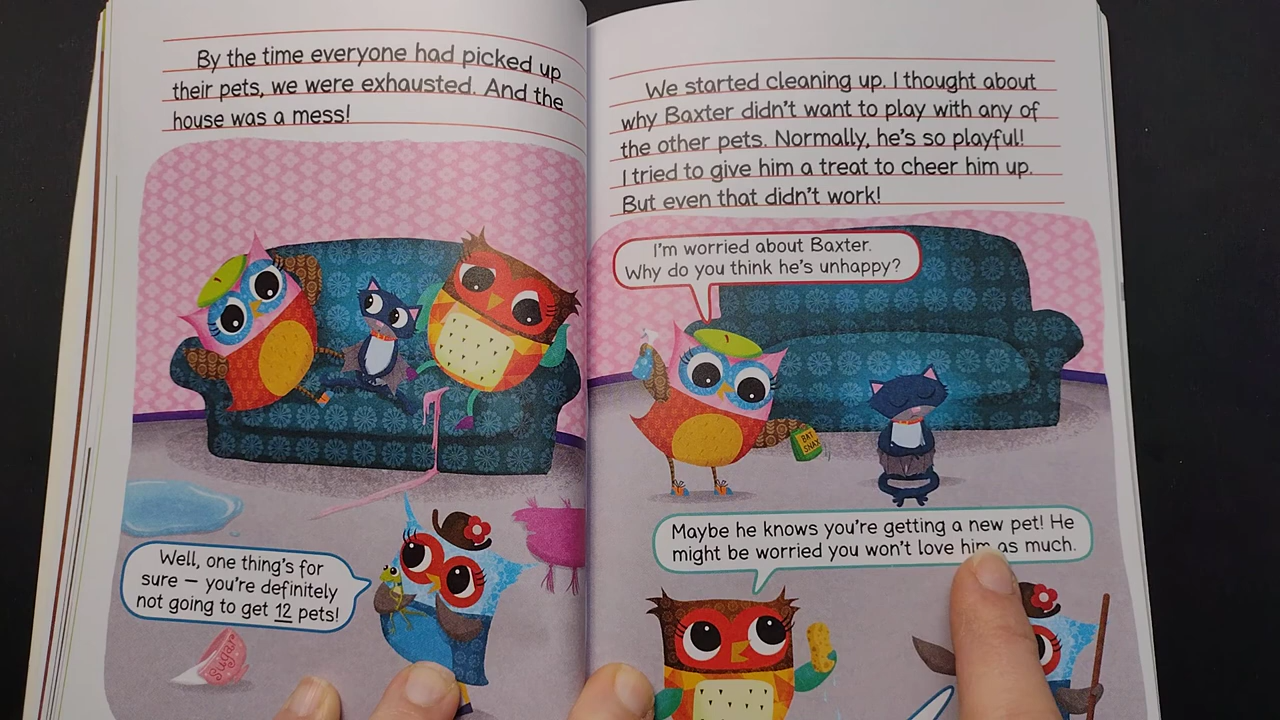 By the time everyone had picked up
their pets, we were exhausted. And the
house was a mess!
Well, one thing's for
sure — you're definitely
not going to get 12 pets!
Sugar
We started cleaning up. I thought about
why Baxter didn't want to play with any of
the other pets. Normally, he's so playful!
I tried to give him a treat to cheer him up.
But even that didn't work!
I'm worried about Baxter.
Why do you think he's unhappy?
BAT
SNAX
Maybe he knows you're getting a new pet! He
might be worried you won't love him as much.